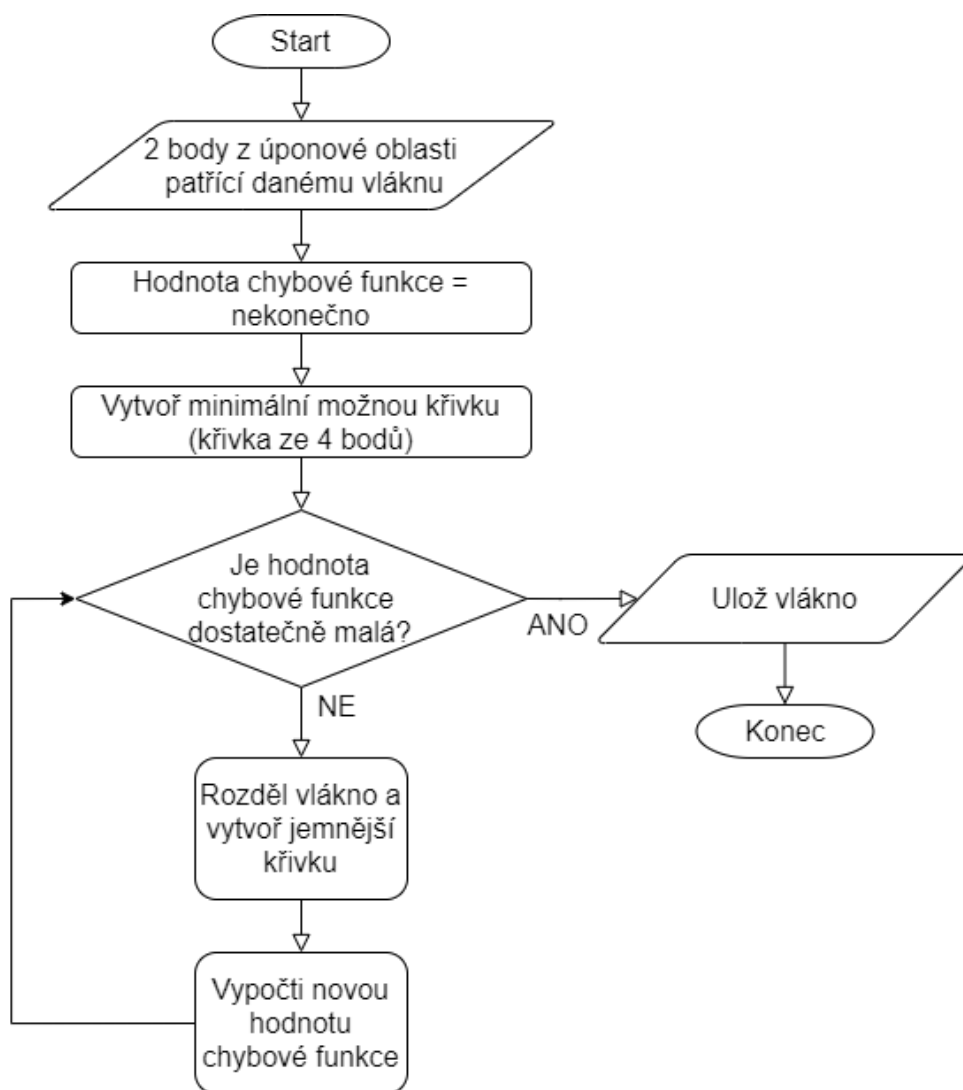 Start
2 body z úponové oblasti
patřící danému vláknu
Hodnota chybové funkce =
nekonečno
Vytvoř minimální možnou křivku
(křivka ze 4 bodů)
Je hodnota
chybové funkce
dostatečně malá?
ANO
Ulož vlákno
Konec
NE
Rozděl vlákno a
vytvoř jemnější
křivku
Vypočti novou
hodnotu
chybové funkce